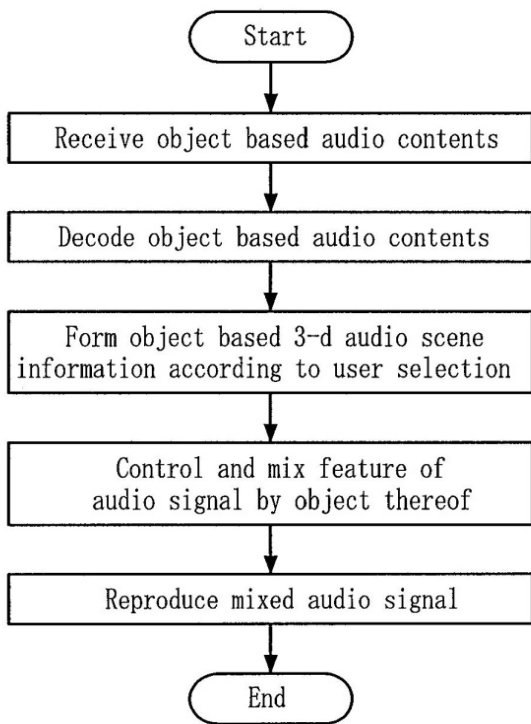 Start
Receive object based audio contents
Decode object based audio contents
Form object based 3-d audio scene
information according to user selection
Control and mix feature of
audio signal by object thereof
Reproduce mixed audio signal
End